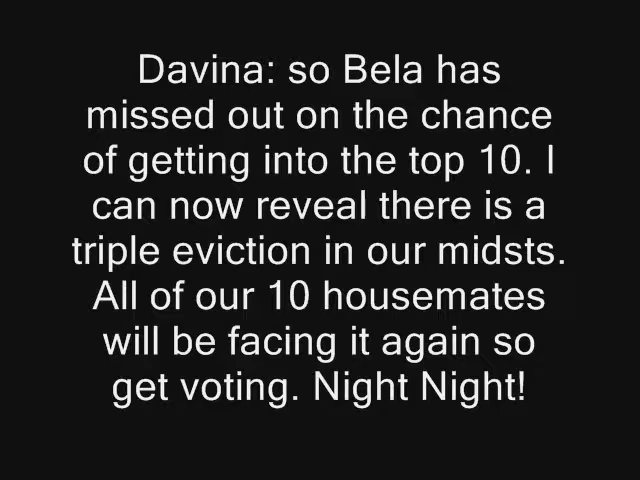 Davina: so Bela has
missed out on the chance
of getting into the top 10. I
can now reveal there is a
triple eviction in our midsts.
All of our 10 housemates
will be facing it again so
get voting. Night Night!